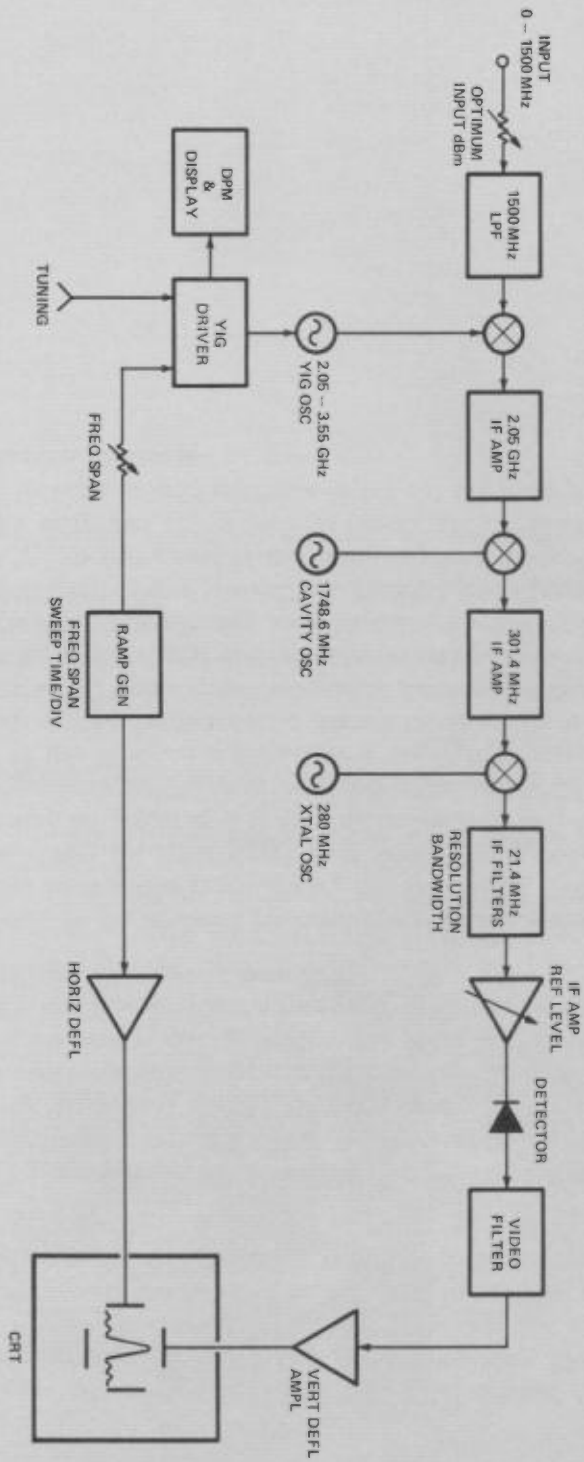 INPUT
0 – 1500 MHz
OPTIMUM
INPUT dBm
1500 MHz
LPF
2.05 GHz
IF AMP
301.4 MHz
IF AMP
21.4 MHz
IF FILTERS
RESOLUTION
BANDWIDTH
IF AMP
REF LEVEL
DETECTOR
VIDEO
FILTER
2.05 – 3.55 GHz
YIG OSC
1748.6 MHz
CAVITY OSC
280 MHz
XTAL OSC
VERT DEFL
AMPL
DPM
&
DISPLAY
YIG
DRIVER
TUNING
FREQ SPAN
RAMP GEN
FREQ SPAN
SWEEP TIME/DIV
HORIZ DEFL
CRT